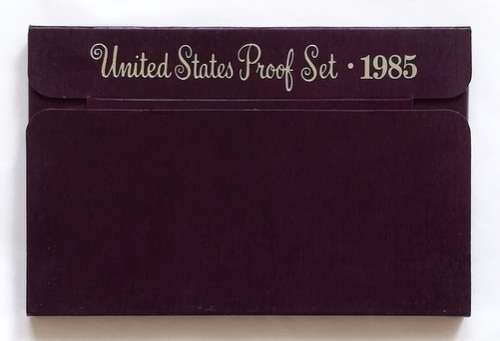 United States Proof Set · 1985